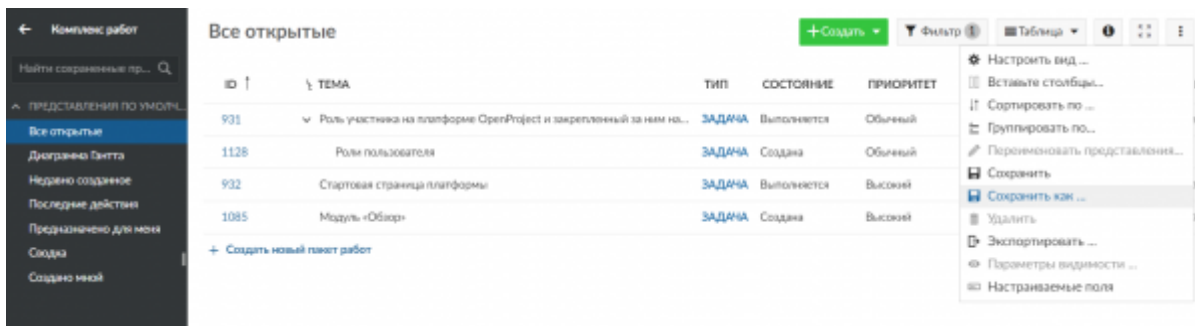 Комплекс работ
Найти сохраненные пр...
ПРЕДСТАВЛЕНИЯ ПО УМОЛЧ...
Все открытые
Диаграмма Гантта
Недавно созданное
Последние действия
Предназначено для меня
Сводка
Создано мной
Все открытые
Создать
Фильтр 1
Таблица
ID ТЕМА ТИП СОСТОЯНИЕ ПРИОРИТЕТ
931 Роль участника на платформе OpenProject и закрепленный за ним на... ЗАДАЧА Выполняется Обычный
1128 Роли пользователя ЗАДАЧА Создана Обычный
932 Стартовая страница платформы ЗАДАЧА Выполняется Высокий
1085 Модуль «Обзор» ЗАДАЧА Создана Высокий
+ Создать новый пакет работ
Настроить вид ...
Вставьте столбцы...
Сортировать по ...
Группировать по...
Переименовать представления...
Сохранить
Сохранить как ...
Удалить
Экспортировать ...
Параметры видимости ...
Настраиваемые поля